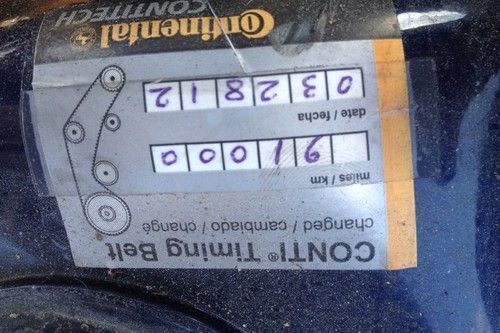 CONTI® Timing Belt
changed / cambiado / changé
miles / km
91000
date / fecha
032812
Continental
CONTITECH